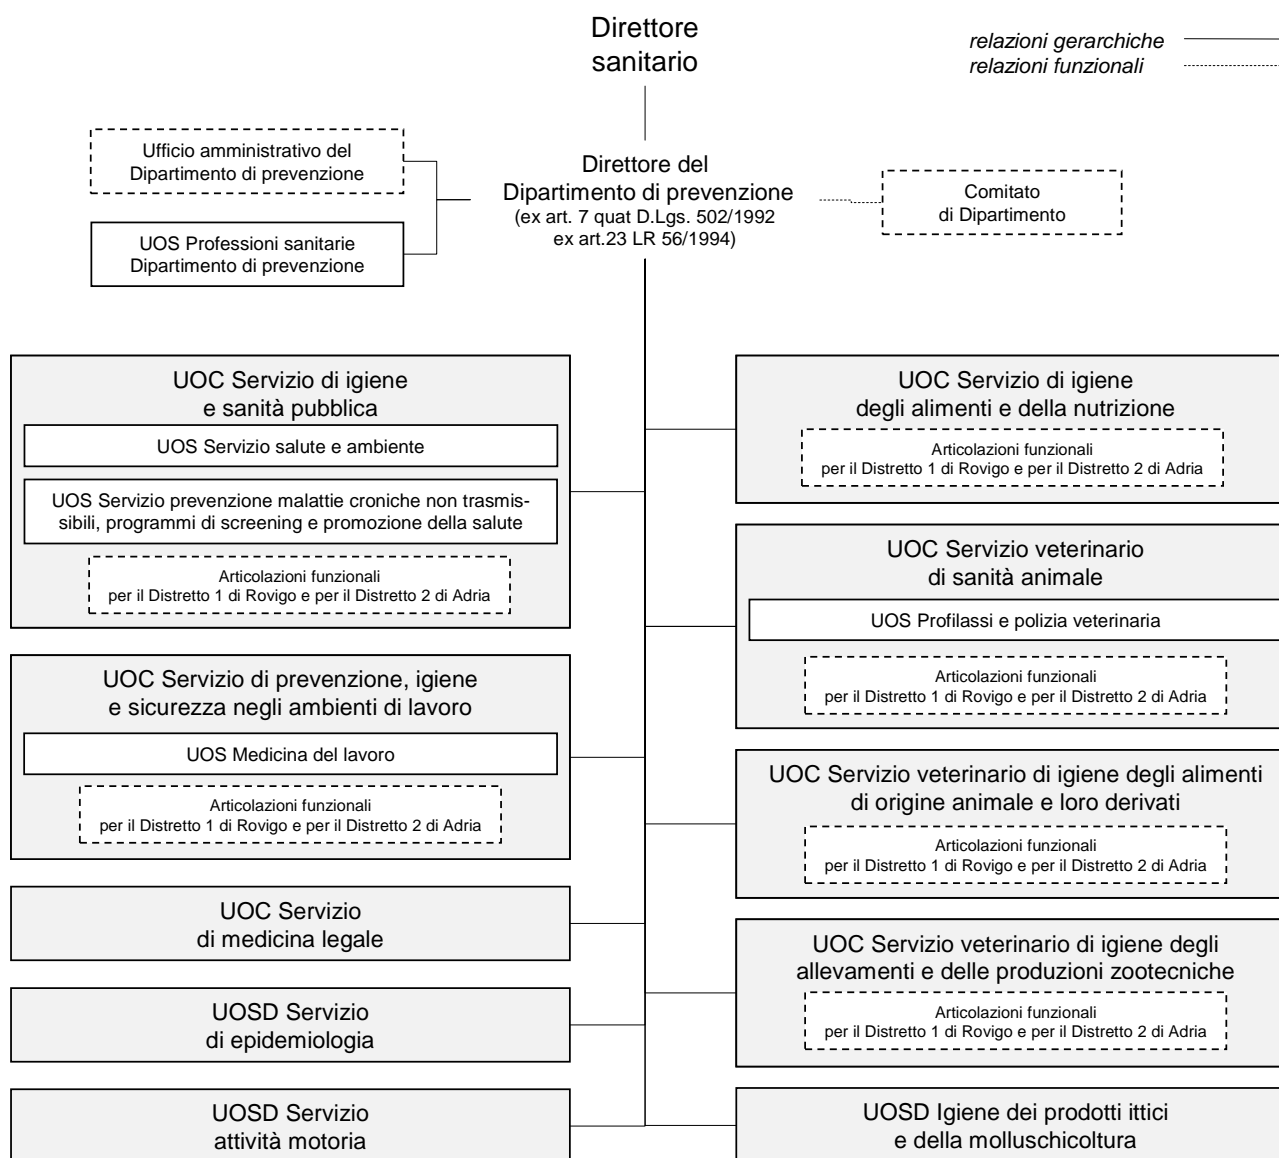 Direttore
sanitario
relazioni gerarchiche
relazioni funzionali
Ufficio amministrativo del
Dipartimento di prevenzione
UOS Professioni sanitarie
Dipartimento di prevenzione
Direttore del
Dipartimento di prevenzione
(ex art. 7 quat D.Lgs. 502/1992
ex art.23 LR 56/1994)
Comitato
di Dipartimento
UOC Servizio di igiene
e sanità pubblica
UOS Servizio salute e ambiente
UOS Servizio prevenzione malattie croniche non trasmis-
sibili, programmi di screening e promozione della salute
Articolazioni funzionali
per il Distretto 1 di Rovigo e per il Distretto 2 di Adria
UOC Servizio di prevenzione, igiene
e sicurezza negli ambienti di lavoro
UOS Medicina del lavoro
Articolazioni funzionali
per il Distretto 1 di Rovigo e per il Distretto 2 di Adria
UOC Servizio
di medicina legale
UOSD Servizio
di epidemiologia
UOSD Servizio
attività motoria
UOC Servizio di igiene
degli alimenti e della nutrizione
Articolazioni funzionali
per il Distretto 1 di Rovigo e per il Distretto 2 di Adria
UOC Servizio veterinario
di sanità animale
UOS Profilassi e polizia veterinaria
Articolazioni funzionali
per il Distretto 1 di Rovigo e per il Distretto 2 di Adria
UOC Servizio veterinario di igiene degli alimenti
di origine animale e loro derivati
Articolazioni funzionali
per il Distretto 1 di Rovigo e per il Distretto 2 di Adria
UOC Servizio veterinario di igiene degli
allevamenti e delle produzioni zootecniche
Articolazioni funzionali
per il Distretto 1 di Rovigo e per il Distretto 2 di Adria
UOSD Igiene dei prodotti ittici
e della molluschicoltura